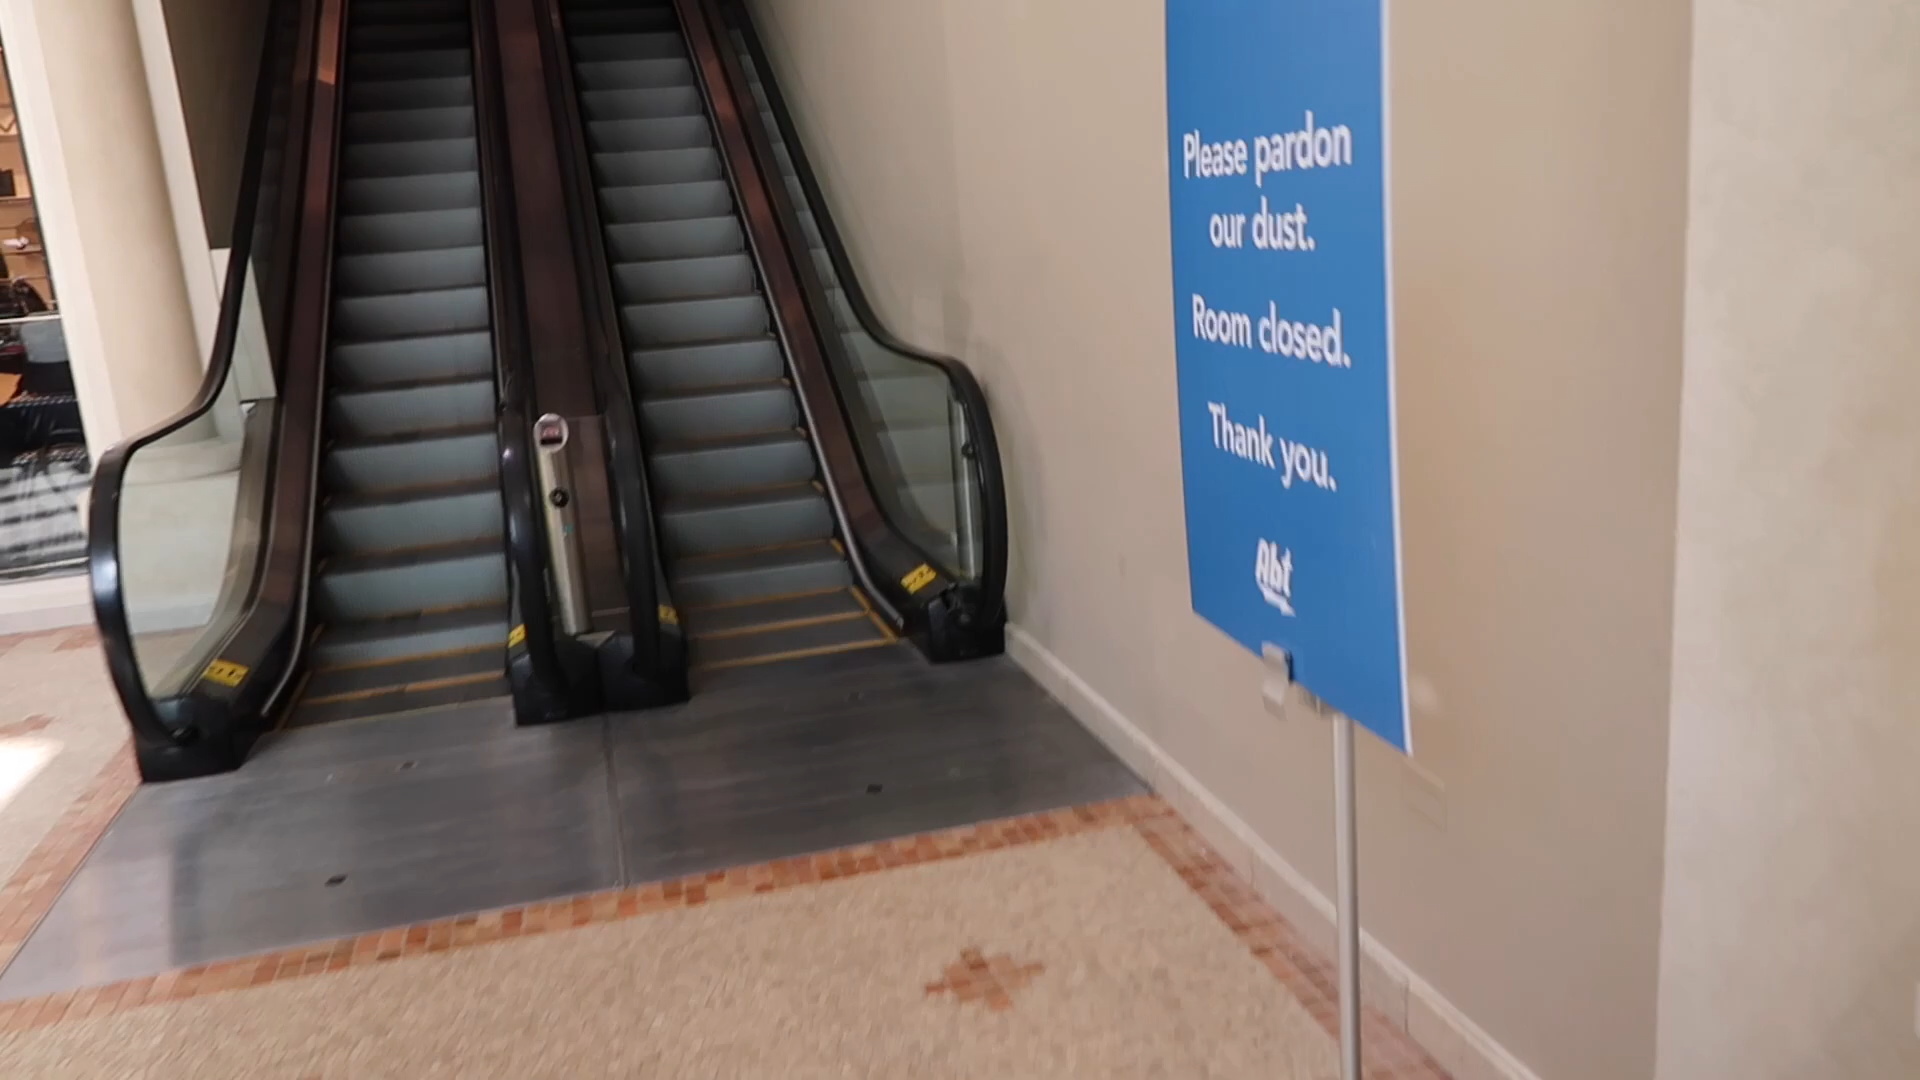 Please pardon
our dust.
Room closed.
Thank you.
Abt